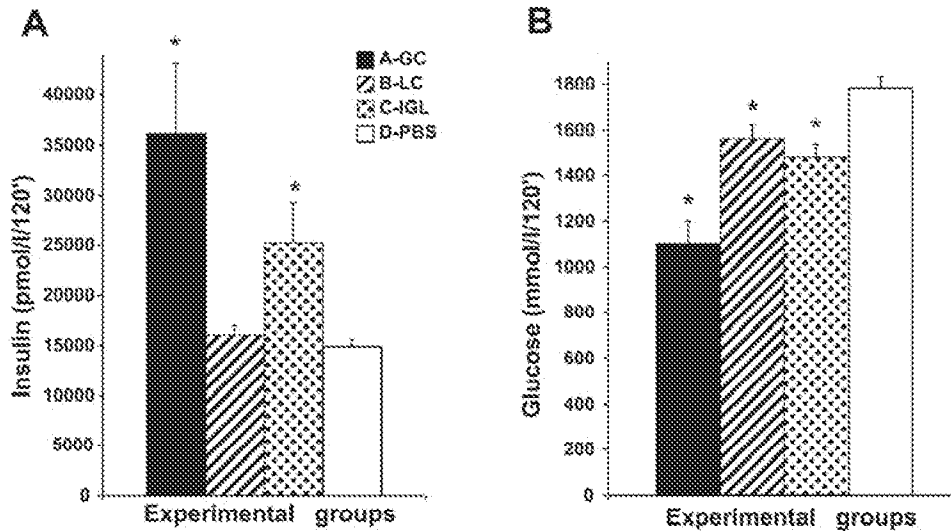 A
*
*
Insulin (pmol/l/120')
40000
35000
30000
25000
20000
15000
10000
5000
0
Experimental groups
A-GC
B-LC
C-IGL
D-PBS
B
*
*
*
Glucose (mmol/l/120')
1800
1600
1400
1200
1000
800
600
400
200
0
Experimental groups